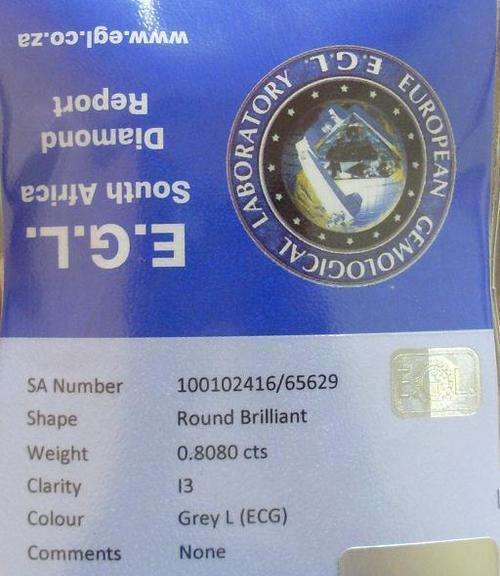 www.egl.co.za
E.G.L.
South Africa
Diamond
Report
EUROPEAN GEMOLOGICAL LABORATORY
E.G.L.
SA Number 100102416/65629
Shape Round Brilliant
Weight 0.8080 cts
Clarity I3
Colour Grey L (ECG)
Comments None